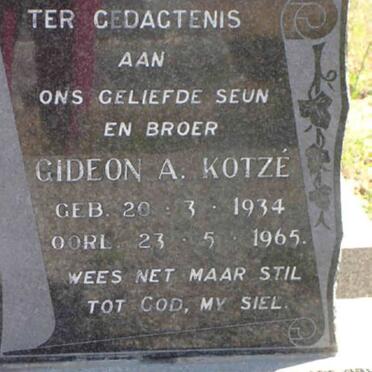 TER GEDAGTENIS
AAN
ONS GELIEFDE SEUN
EN BROER
GIDEON A. KOTZÉ
GEB. 20 · 3 · 1934
OORL. 23 · 5 · 1965.
WEES NET MAAR STIL
TOT GOD, MY SIEL.